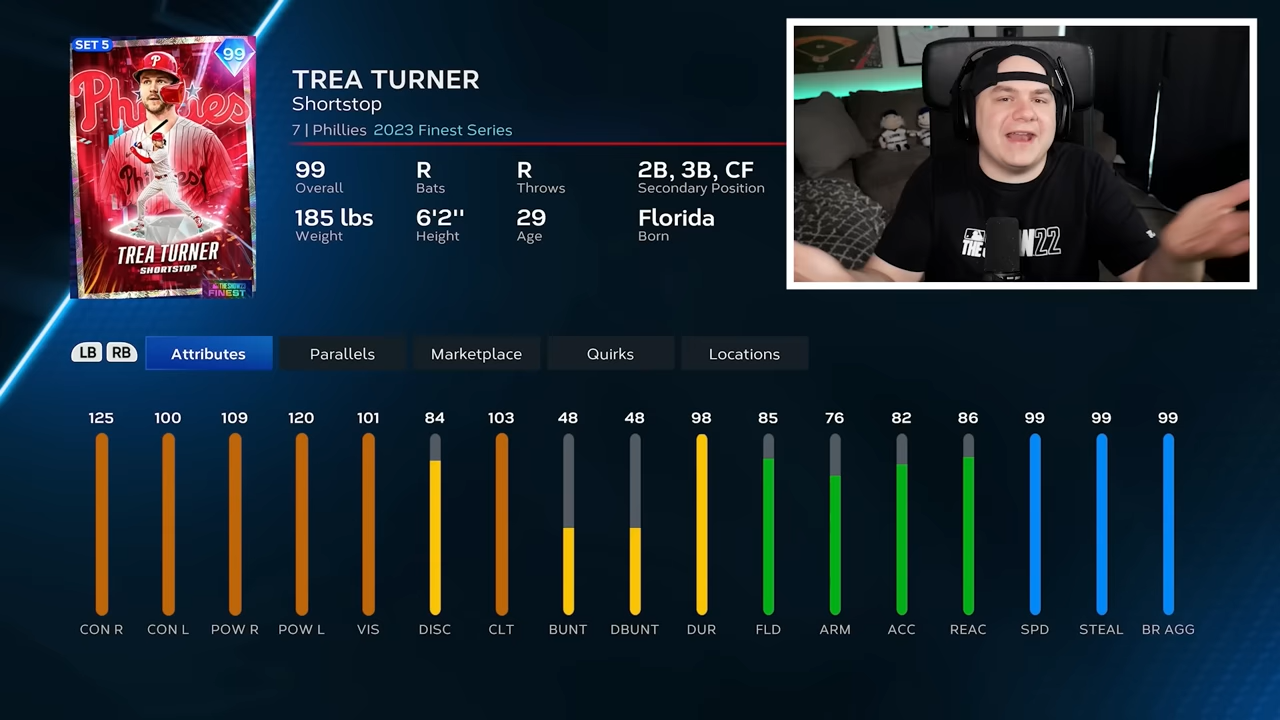 SET 5
99
Phillies
Phillies
P
TREA TURNER
SHORTSTOP
THE SHOW 23
FINEST
TREA TURNER
Shortstop
7 | Phillies 2023 Finest Series
99 R R 2B, 3B, CF
Overall Bats Throws Secondary Position
185 lbs 6'2'' 29 Florida
Weight Height Age Born
22
LB RB Attributes Parallels Marketplace Quirks Locations
125 100 109 120 101 84 103 48 48 98 85 76 82 86 99 99 99
CON R CON L POW R POW L VIS DISC CLT BUNT DBUNT DUR FLD ARM ACC REAC SPD STEAL BR AGG